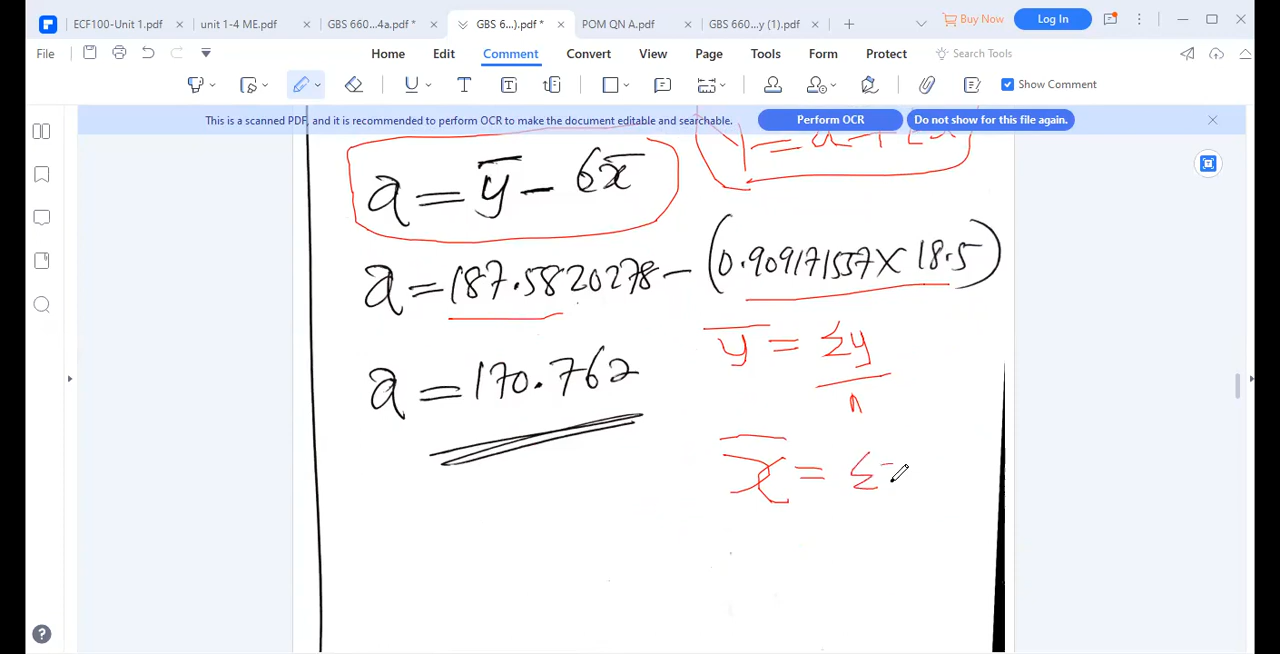 ECF100-Unit 1.pdf
unit 1-4 ME.pdf
GBS 660....4a.pdf *
GBS 6...).pdf *
POM QN A.pdf
GBS 660...y (1).pdf
Buy Now
Log In
File
Home
Edit
Comment
Convert
View
Page
Tools
Form
Protect
Search Tools
Show Comment
This is a scanned PDF, and it is recommended to perform OCR to make the document editable and searchable.
Perform OCR
Do not show for this file again.
a = y̅ - 6x̅
a = 187.5820278 - (0.909171557 X 18.5)
y̅ = Σy
n
a = 170.762
x̅ = Σ